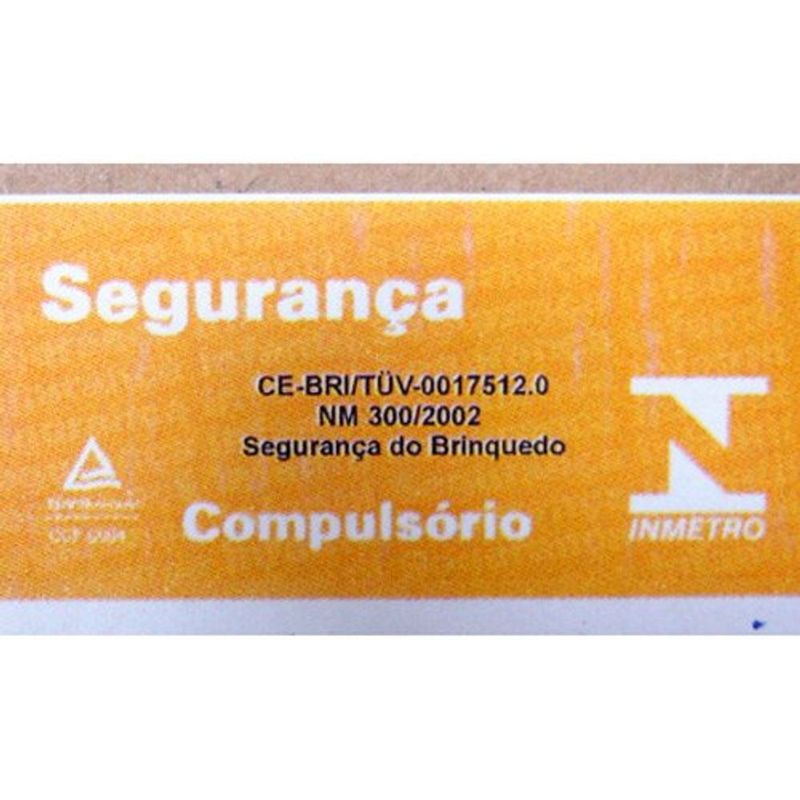 Segurança
CE-BRI/TÜV-0017512.0
NM 300/2002
Segurança do Brinquedo
Compulsório
INMETRO